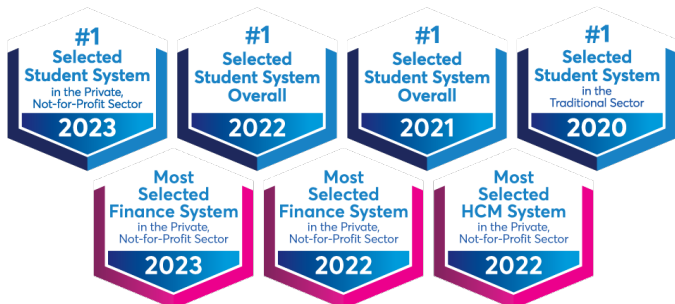 #1
Selected
Student System
in the Private,
Not-for-Profit Sector
2023
#1
Selected
Student System
Overall
2022
#1
Selected
Student System
Overall
2021
#1
Selected
Student System
in the
Traditional Sector
2020
Most
Selected
Finance System
in the Private,
Not-for-Profit Sector
2023
Most
Selected
Finance System
in the Private,
Not-for-Profit Sector
2022
Most
Selected
HCM System
in the Private,
Not-for-Profit Sector
2022